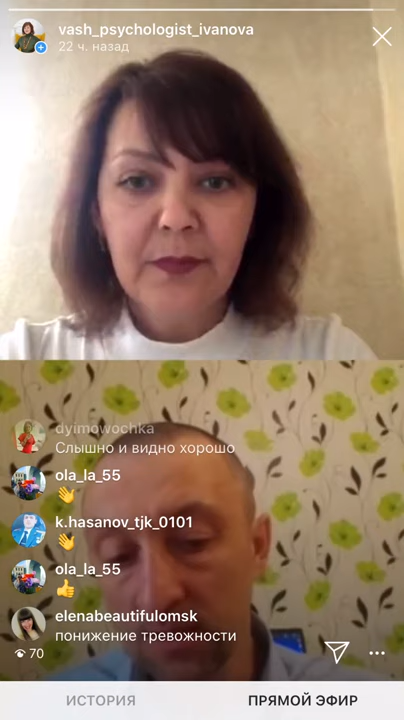 vash_psychologist_ivanova
22 ч. назад
dyimowochka
Слышно и видно хорошо
ola_la_55
👋
k.hasanov_tjk_0101
👋
ola_la_55
👍
elenabeautifulomsk
понижение тревожности
70
ИСТОРИЯ
ПРЯМОЙ ЭФИР